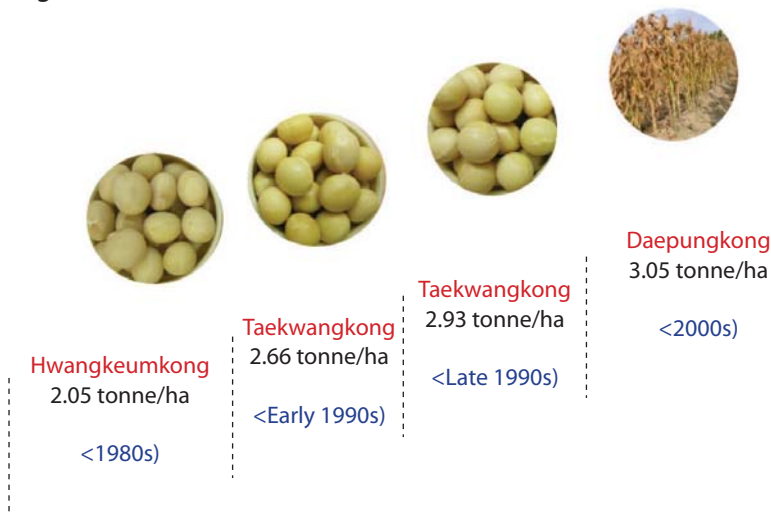 Hwangkeumkong
2.05 tonne/ha
<1980s)
Taekwangkong
2.66 tonne/ha
<Early 1990s)
Taekwangkong
2.93 tonne/ha
<Late 1990s)
Daepungkong
3.05 tonne/ha
<2000s)